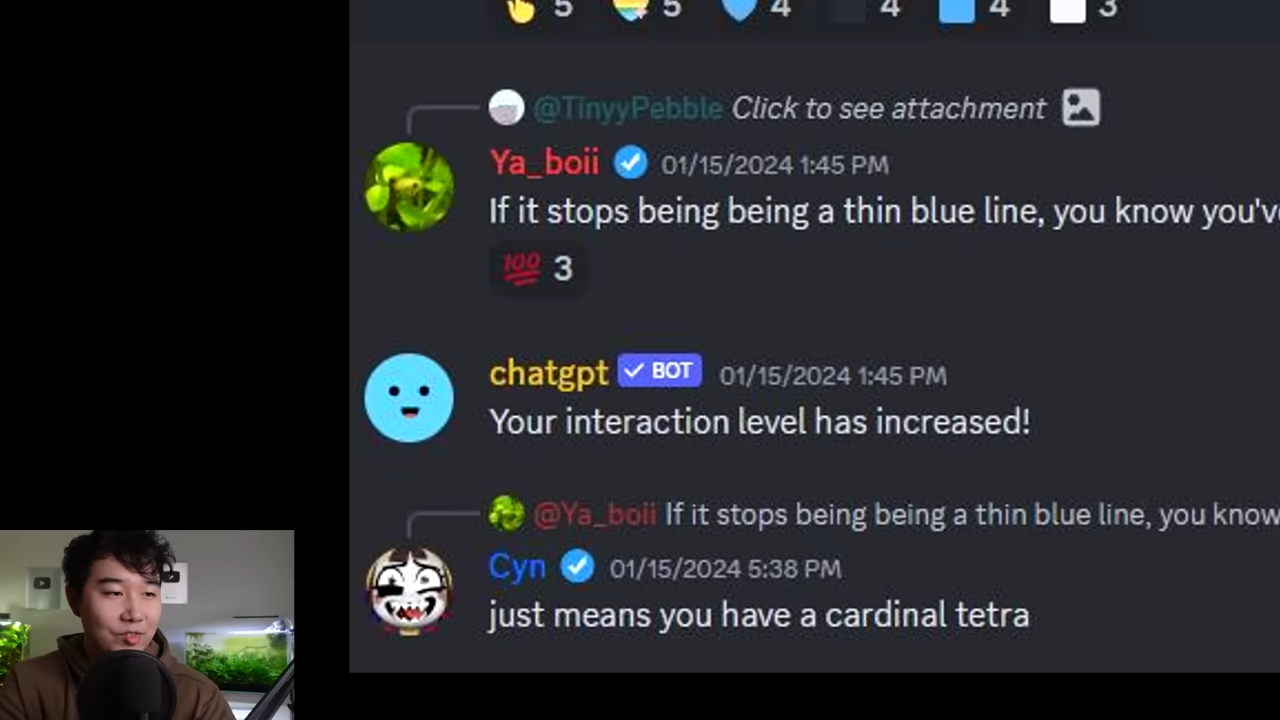 5 5 4 4 4 3
@TinyyPebble Click to see attachment
Ya_boii 01/15/2024 1:45 PM
If it stops being being a thin blue line, you know you'v
💯 3
chatgpt BOT 01/15/2024 1:45 PM
Your interaction level has increased!
@Ya_boii If it stops being being a thin blue line, you know
Cyn 01/15/2024 5:38 PM
just means you have a cardinal tetra